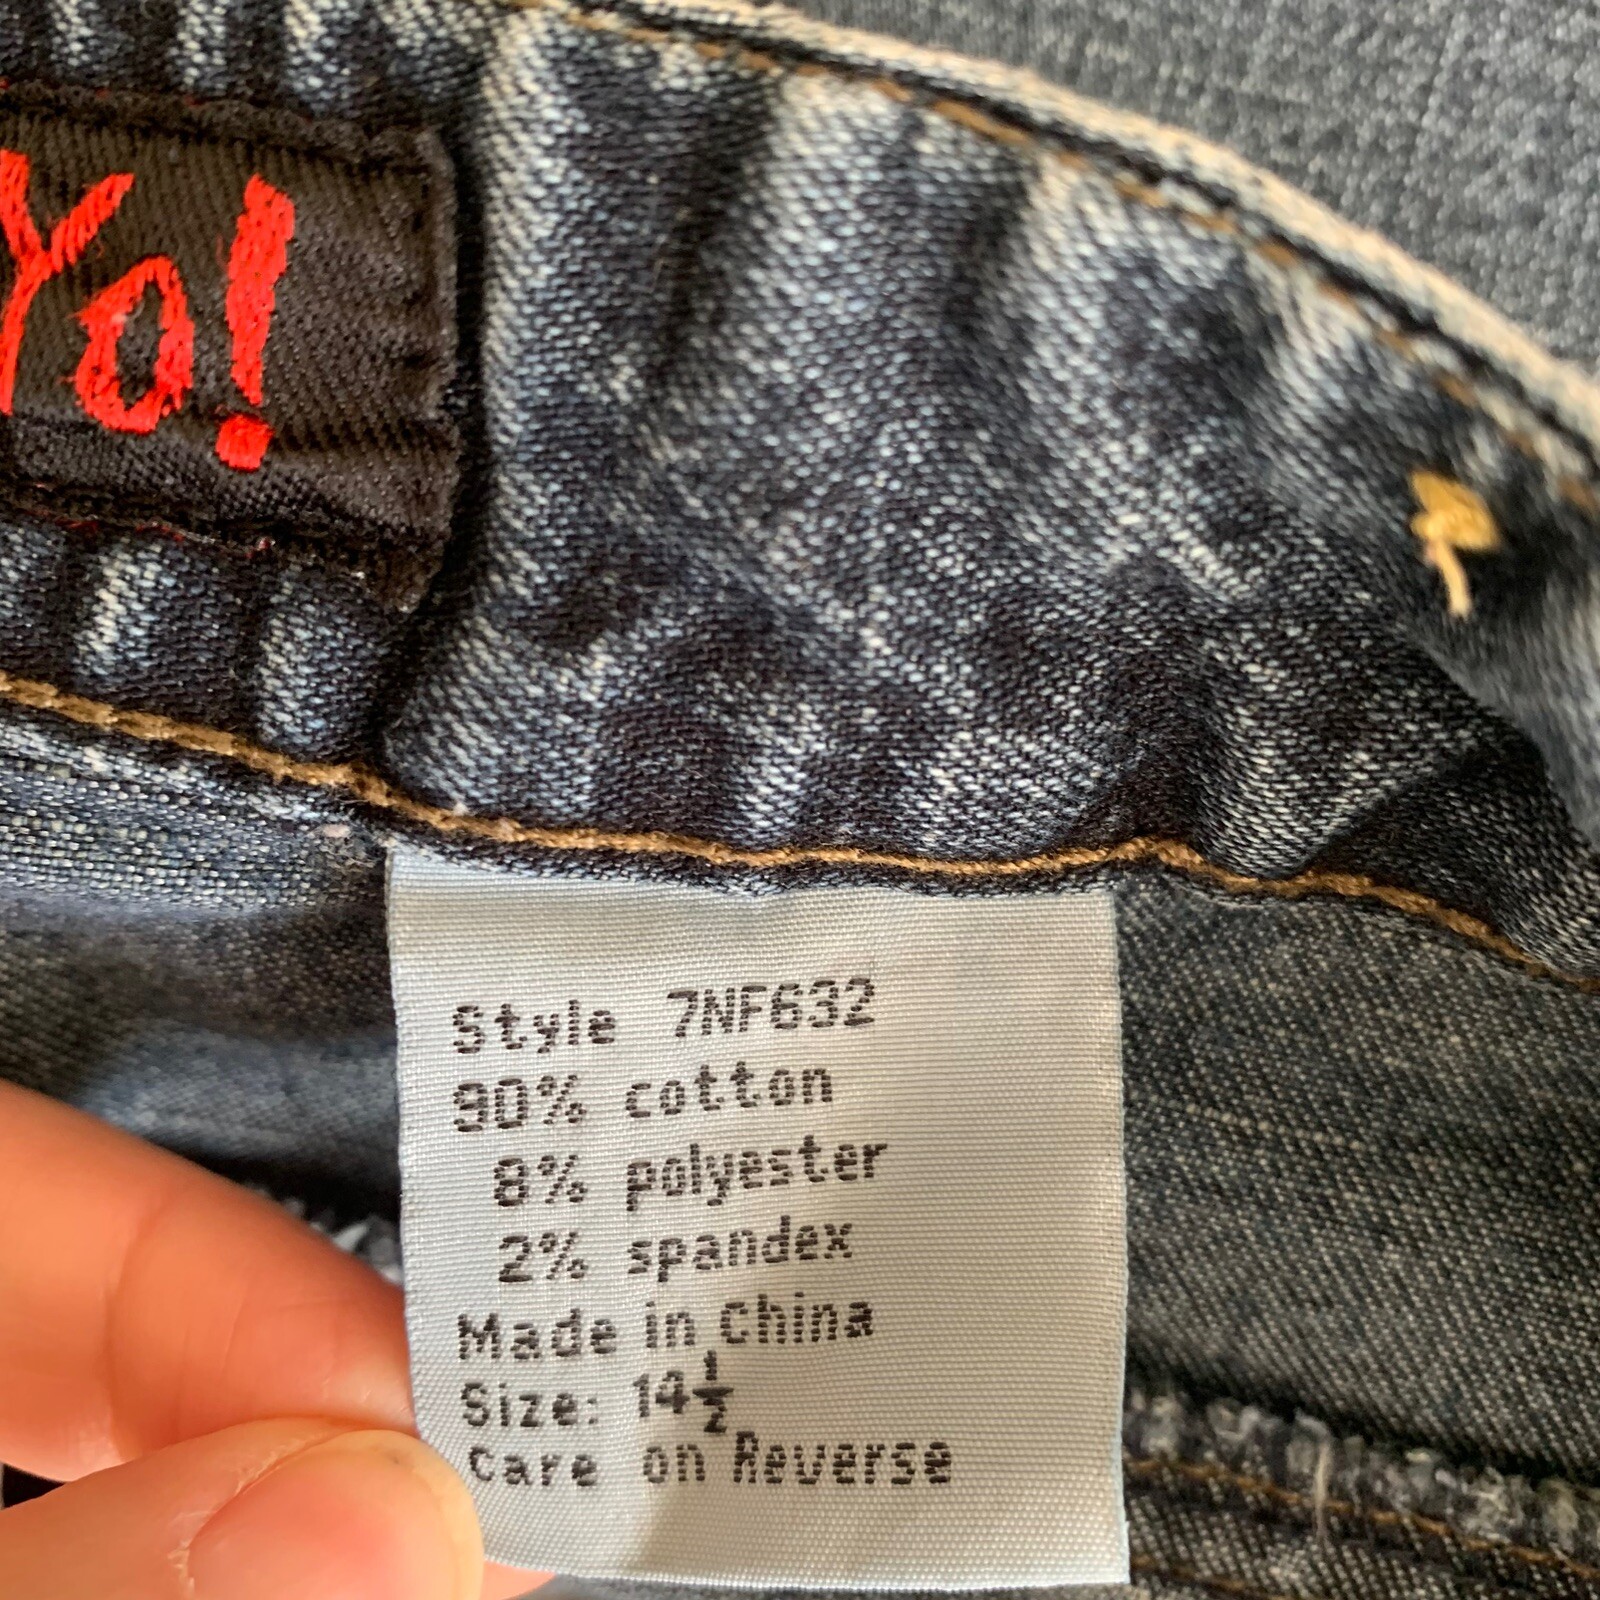 Yo!
Style 7NF632
90% cotton
8% polyester
2% spandex
Made in China
Size: 14½
Care on Reverse